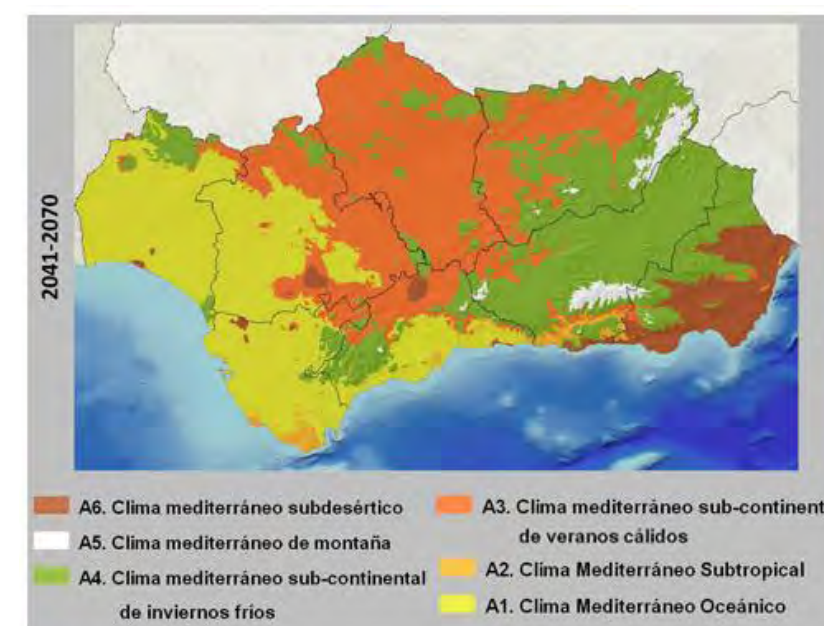 2041-2070
A6. Clima mediterráneo subdesértico
A5. Clima mediterráneo de montaña
A4. Clima mediterráneo sub-continental
de inviernos fríos
A3. Clima mediterráneo sub-continent
de veranos cálidos
A2. Clima Mediterráneo Subtropical
A1. Clima Mediterráneo Oceánico